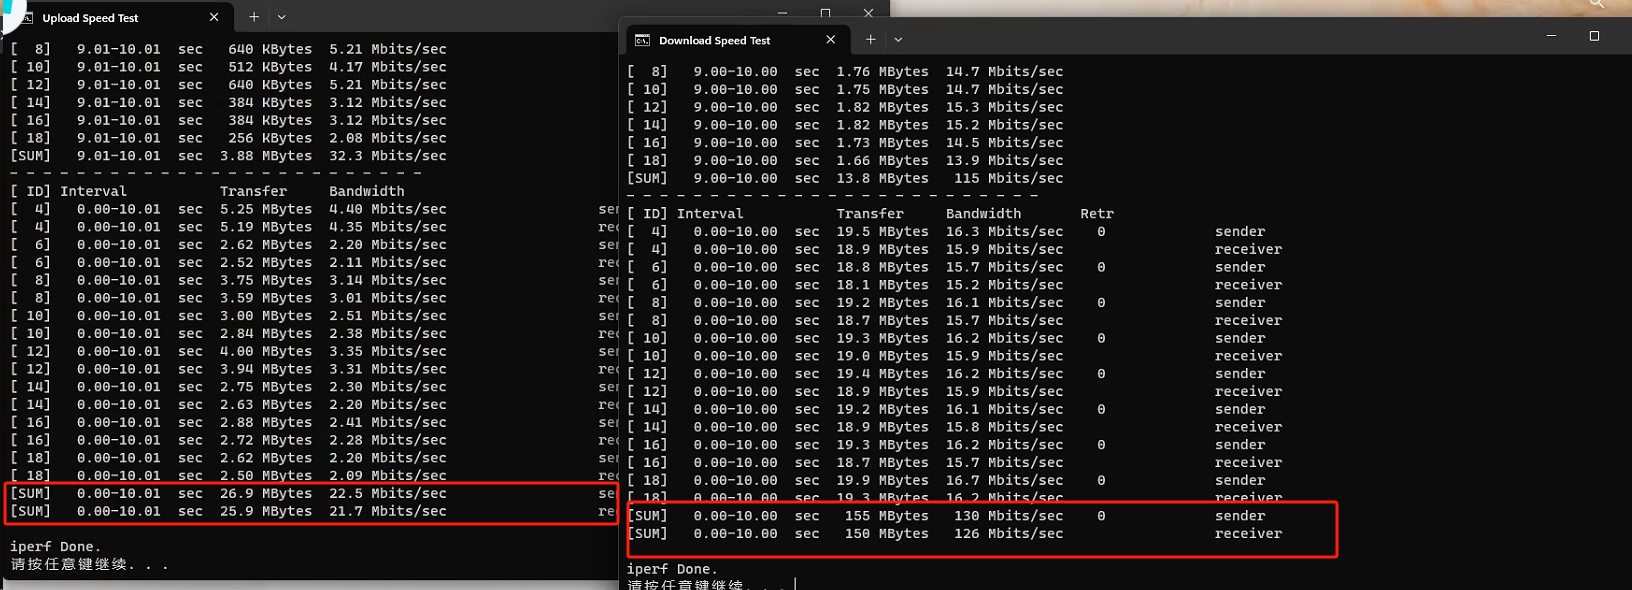 Upload Speed Test
[  8]   9.01-10.01  sec   640 KBytes  5.21 Mbits/sec
[ 10]   9.01-10.01  sec   512 KBytes  4.17 Mbits/sec
[ 12]   9.01-10.01  sec   640 KBytes  5.21 Mbits/sec
[ 14]   9.01-10.01  sec   384 KBytes  3.12 Mbits/sec
[ 16]   9.01-10.01  sec   384 KBytes  3.12 Mbits/sec
[ 18]   9.01-10.01  sec   256 KBytes  2.08 Mbits/sec
[SUM]   9.01-10.01  sec  3.88 MBytes  32.3 Mbits/sec
- - - - - - - - - - - - - - - - - - - - - - - - -
[ ID] Interval           Transfer     Bandwidth
[  4]   0.00-10.01  sec  5.25 MBytes  4.40 Mbits/sec                  sen
[  4]   0.00-10.01  sec  5.19 MBytes  4.35 Mbits/sec                  rec
[  6]   0.00-10.01  sec  2.62 MBytes  2.20 Mbits/sec                  sen
[  6]   0.00-10.01  sec  2.52 MBytes  2.11 Mbits/sec                  rec
[  8]   0.00-10.01  sec  3.75 MBytes  3.14 Mbits/sec                  sen
[  8]   0.00-10.01  sec  3.59 MBytes  3.01 Mbits/sec                  rec
[ 10]   0.00-10.01  sec  3.00 MBytes  2.51 Mbits/sec                  sen
[ 10]   0.00-10.01  sec  2.84 MBytes  2.38 Mbits/sec                  rec
[ 12]   0.00-10.01  sec  4.00 MBytes  3.35 Mbits/sec                  sen
[ 12]   0.00-10.01  sec  3.94 MBytes  3.31 Mbits/sec                  rec
[ 14]   0.00-10.01  sec  2.75 MBytes  2.30 Mbits/sec                  sen
[ 14]   0.00-10.01  sec  2.63 MBytes  2.20 Mbits/sec                  rec
[ 16]   0.00-10.01  sec  2.88 MBytes  2.41 Mbits/sec                  sen
[ 16]   0.00-10.01  sec  2.72 MBytes  2.28 Mbits/sec                  rec
[ 18]   0.00-10.01  sec  2.62 MBytes  2.20 Mbits/sec                  sen
[ 18]   0.00-10.01  sec  2.50 MBytes  2.09 Mbits/sec                  rec
[SUM]   0.00-10.01  sec  26.9 MBytes  22.5 Mbits/sec                  se
[SUM]   0.00-10.01  sec  25.9 MBytes  21.7 Mbits/sec                  re
iperf Done.
请按任意键继续. . .
Download Speed Test
[  8]   9.00-10.00  sec  1.76 MBytes  14.7 Mbits/sec
[ 10]   9.00-10.00  sec  1.75 MBytes  14.7 Mbits/sec
[ 12]   9.00-10.00  sec  1.82 MBytes  15.3 Mbits/sec
[ 14]   9.00-10.00  sec  1.82 MBytes  15.2 Mbits/sec
[ 16]   9.00-10.00  sec  1.73 MBytes  14.5 Mbits/sec
[ 18]   9.00-10.00  sec  1.66 MBytes  13.9 Mbits/sec
[SUM]   9.00-10.00  sec  13.8 MBytes   115 Mbits/sec
- - - - - - - - - - - - - - - - - - - - - - - - -
[ ID] Interval           Transfer     Bandwidth       Retr
[  4]   0.00-10.00  sec  19.5 MBytes  16.3 Mbits/sec    0             sender
[  4]   0.00-10.00  sec  18.9 MBytes  15.9 Mbits/sec                  receiver
[  6]   0.00-10.00  sec  18.8 MBytes  15.7 Mbits/sec    0             sender
[  6]   0.00-10.00  sec  18.1 MBytes  15.2 Mbits/sec                  receiver
[  8]   0.00-10.00  sec  19.2 MBytes  16.1 Mbits/sec    0             sender
[  8]   0.00-10.00  sec  18.7 MBytes  15.7 Mbits/sec                  receiver
[ 10]   0.00-10.00  sec  19.3 MBytes  16.2 Mbits/sec    0             sender
[ 10]   0.00-10.00  sec  19.0 MBytes  15.9 Mbits/sec                  receiver
[ 12]   0.00-10.00  sec  19.4 MBytes  16.2 Mbits/sec    0             sender
[ 12]   0.00-10.00  sec  18.9 MBytes  15.9 Mbits/sec                  receiver
[ 14]   0.00-10.00  sec  19.2 MBytes  16.1 Mbits/sec    0             sender
[ 14]   0.00-10.00  sec  18.9 MBytes  15.8 Mbits/sec                  receiver
[ 16]   0.00-10.00  sec  19.3 MBytes  16.2 Mbits/sec    0             sender
[ 16]   0.00-10.00  sec  18.7 MBytes  15.7 Mbits/sec                  receiver
[ 18]   0.00-10.00  sec  19.9 MBytes  16.7 Mbits/sec    0             sender
[ 18]   0.00-10.00  sec  19.3 MBytes  16.2 Mbits/sec                  receiver
[SUM]   0.00-10.00  sec   155 MBytes   130 Mbits/sec    0             sender
[SUM]   0.00-10.00  sec   150 MBytes   126 Mbits/sec                  receiver
iperf Done.
请按任意键继续. . .